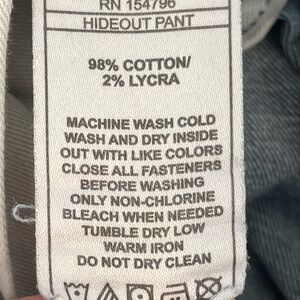 RN 154796
HIDEOUT PANT
98% COTTON/
2% LYCRA
MACHINE WASH COLD
WASH AND DRY INSIDE
OUT WITH LIKE COLORS
CLOSE ALL FASTENERS
BEFORE WASHING
ONLY NON-CHLORINE
BLEACH WHEN NEEDED
TUMBLE DRY LOW
WARM IRON
DO NOT DRY CLEAN